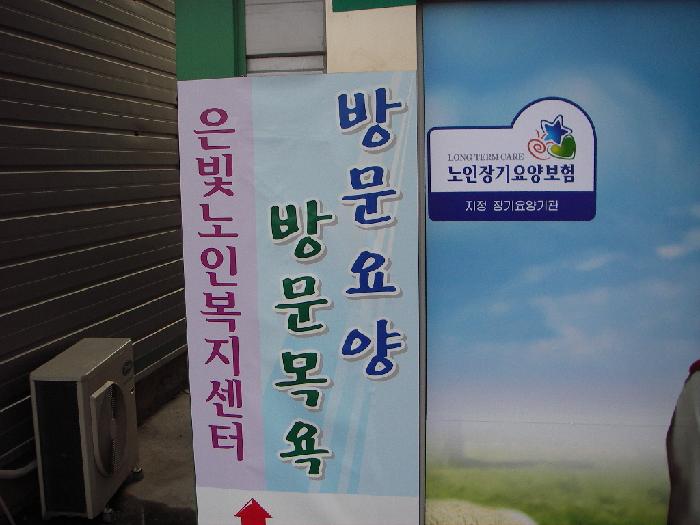 방문요양
방문목욕
은빛노인복지센터
LONG TERM CARE
노인장기요양보험
지정 장기요양기관